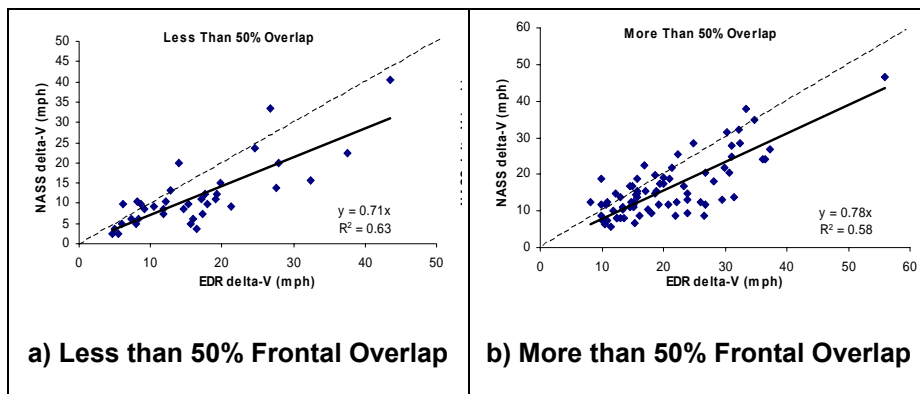 Less Than 50% Overlap
NASS delta-V (mph)
50
45
40
35
30
25
20
15
10
5
0
0 10 20 30 40 50
EDR delta-V (mph)
y = 0.71x
R² = 0.63
a) Less than 50% Frontal Overlap
More Than 50% Overlap
NASS delta-V (mph)
60
50
40
30
20
10
0
0 10 20 30 40 50 60
EDR delta-V (mph)
y = 0.78x
R² = 0.58
b) More than 50% Frontal Overlap